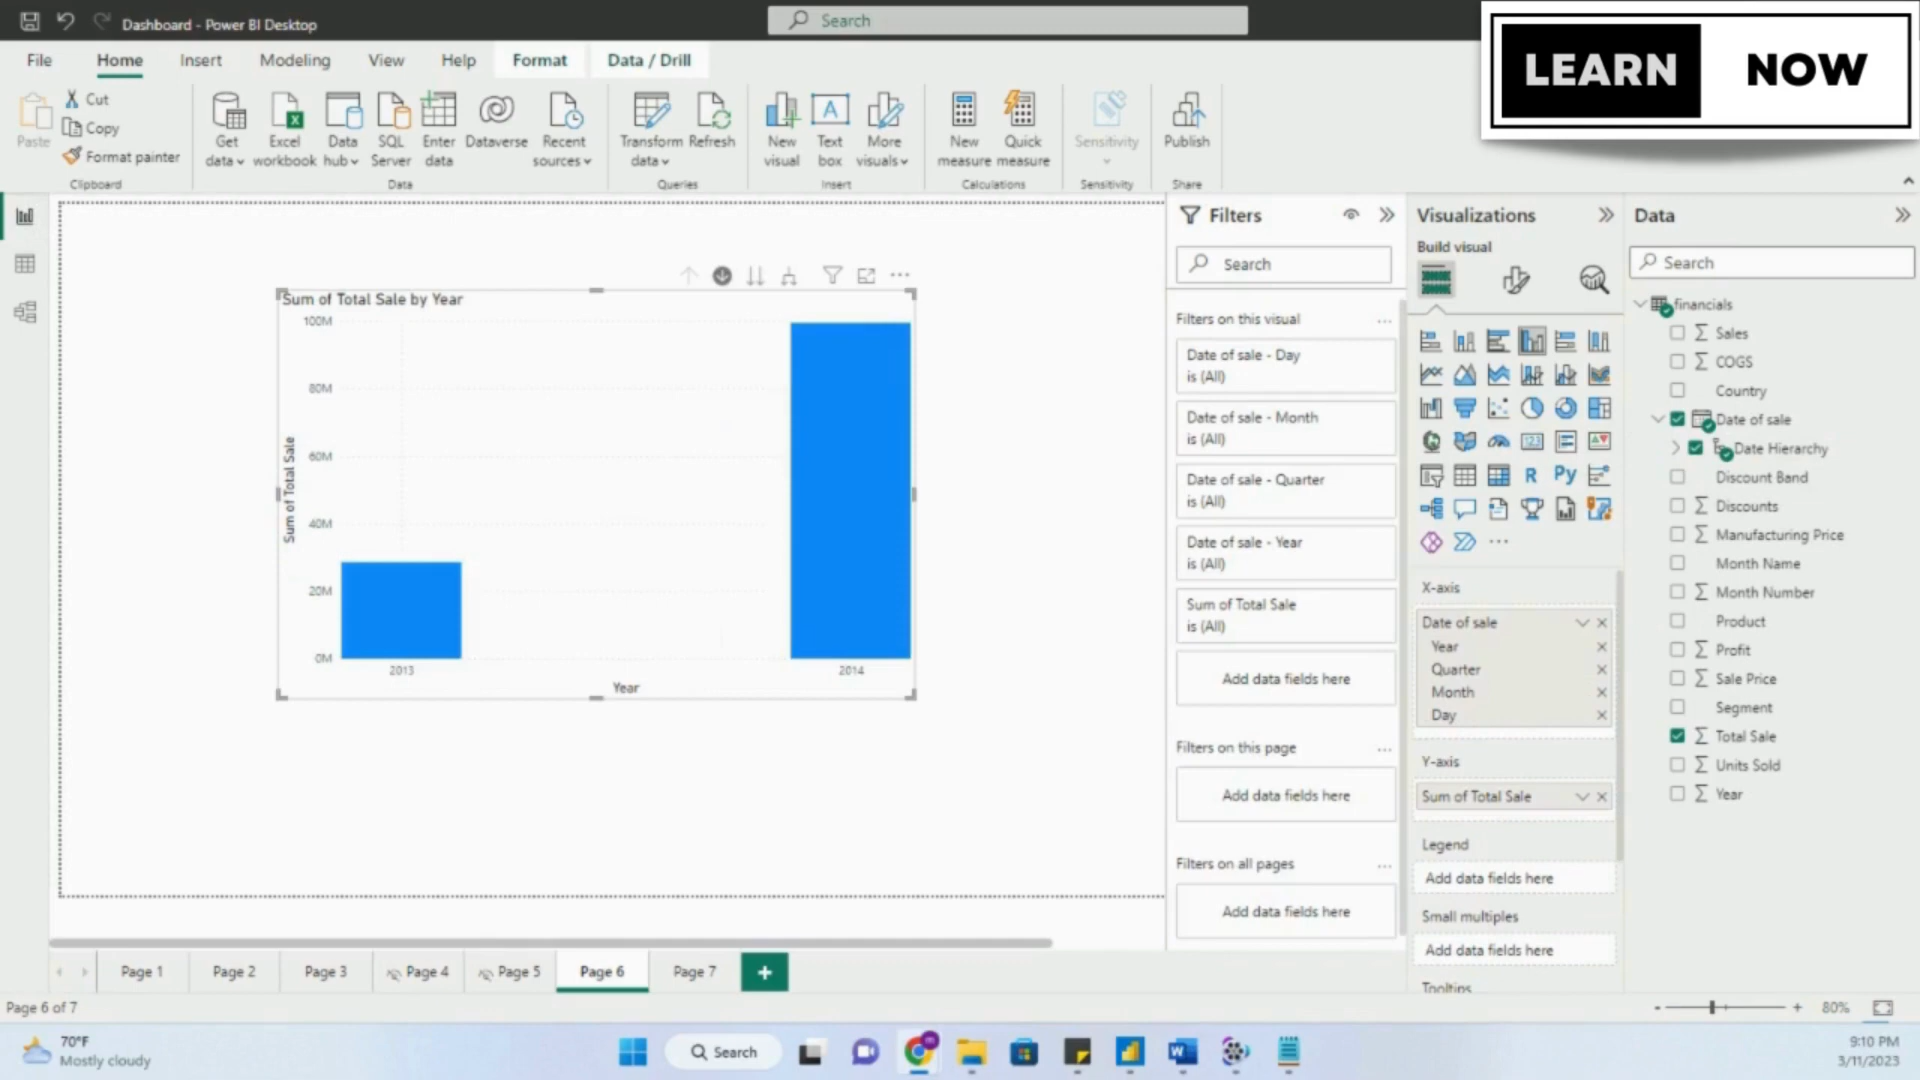 Dashboard - Power BI Desktop
Search
LEARN NOW
File Home Insert Modeling View Help Format Data / Drill
Paste
Cut
Copy
Format painter
Clipboard
Get data
Excel workbook
Data hub
SQL Server
Enter data
Dataverse
Recent sources
Data
Transform data
Refresh
Queries
New visual
Text box
More visuals
Insert
New measure
Quick measure
Calculations
Sensitivity
Sensitivity
Publish
Share
Sum of Total Sale by Year
100M
80M
60M
40M
20M
0M
Sum of Total Sale
2013 2014
Year
Filters
Search
Filters on this visual
Date of sale - Day
is (All)
Date of sale - Month
is (All)
Date of sale - Quarter
is (All)
Date of sale - Year
is (All)
Sum of Total Sale
is (All)
Add data fields here
Filters on this page
Add data fields here
Filters on all pages
Add data fields here
Visualizations
Build visual
123
R
Py
X-axis
Date of sale
Year
Quarter
Month
Day
Y-axis
Sum of Total Sale
Legend
Add data fields here
Small multiples
Add data fields here
Tooltips
Data
Search
financials
Sales
COGS
Country
Date of sale
Date Hierarchy
Discount Band
Discounts
Manufacturing Price
Month Name
Month Number
Product
Profit
Sale Price
Segment
Total Sale
Units Sold
Year
Page 1 Page 2 Page 3 Page 4 Page 5 Page 6 Page 7
Page 6 of 7
80%
70°F
Mostly cloudy
Search
9:10 PM
3/11/2023